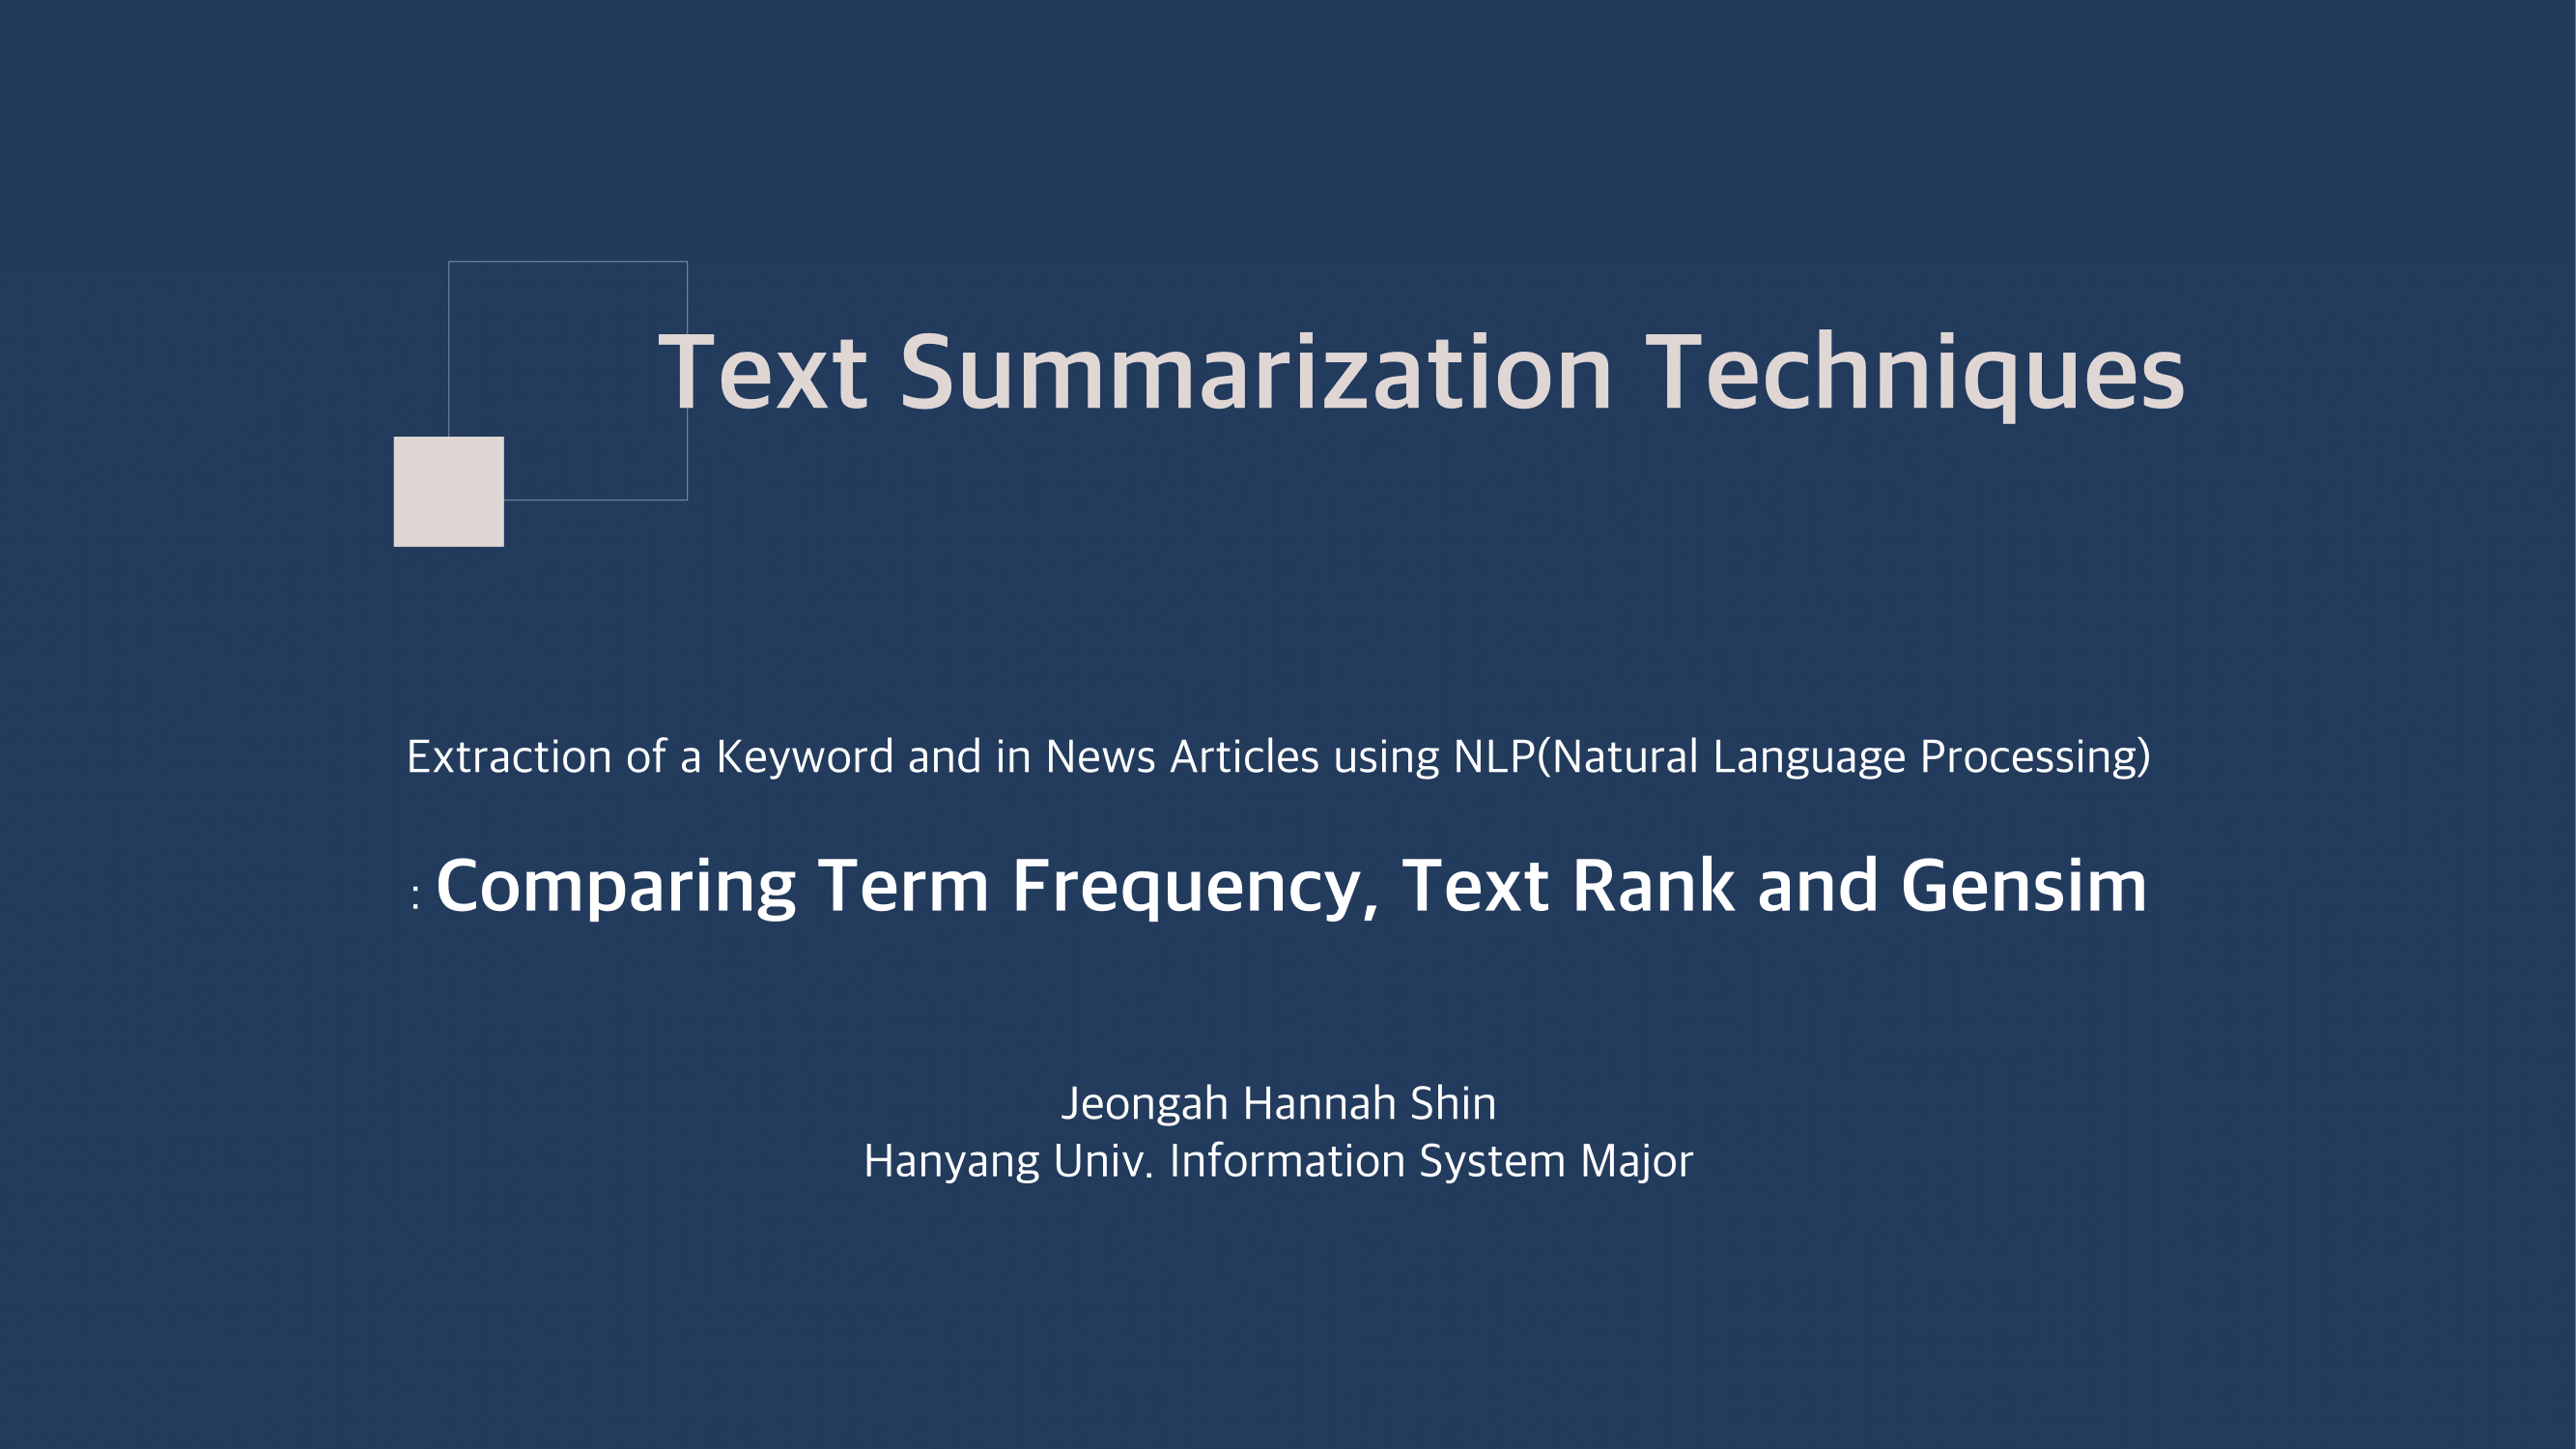 Text Summarization Techniques
Extraction of a Keyword and in News Articles using NLP(Natural Language Processing)
: Comparing Term Frequency, Text Rank and Gensim
Jeongah Hannah Shin
Hanyang Univ. Information System Major